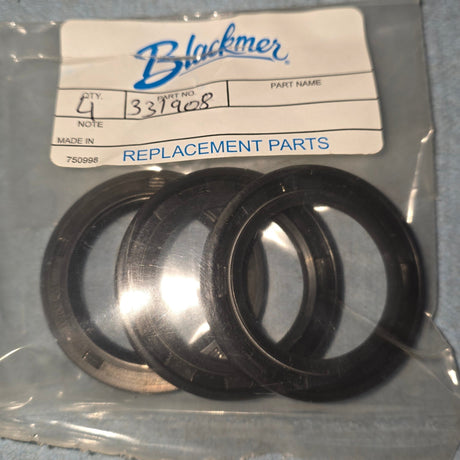 Blackmer®
QTY. PART NO. PART NAME
4 331908
NOTE
MADE IN
750998 REPLACEMENT PARTS